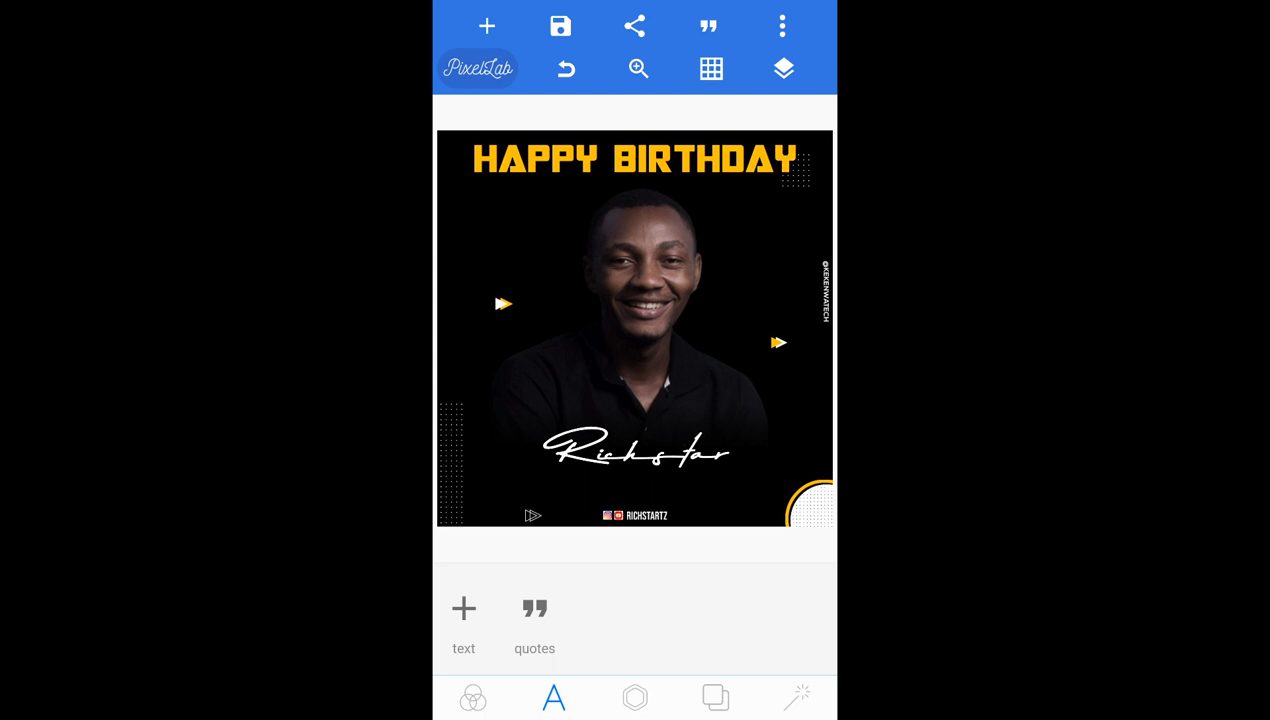 PixelLab
HAPPY BIRTHDAY
@KEKENWATECH
Richstar
RICHSTARTZ
text
quotes